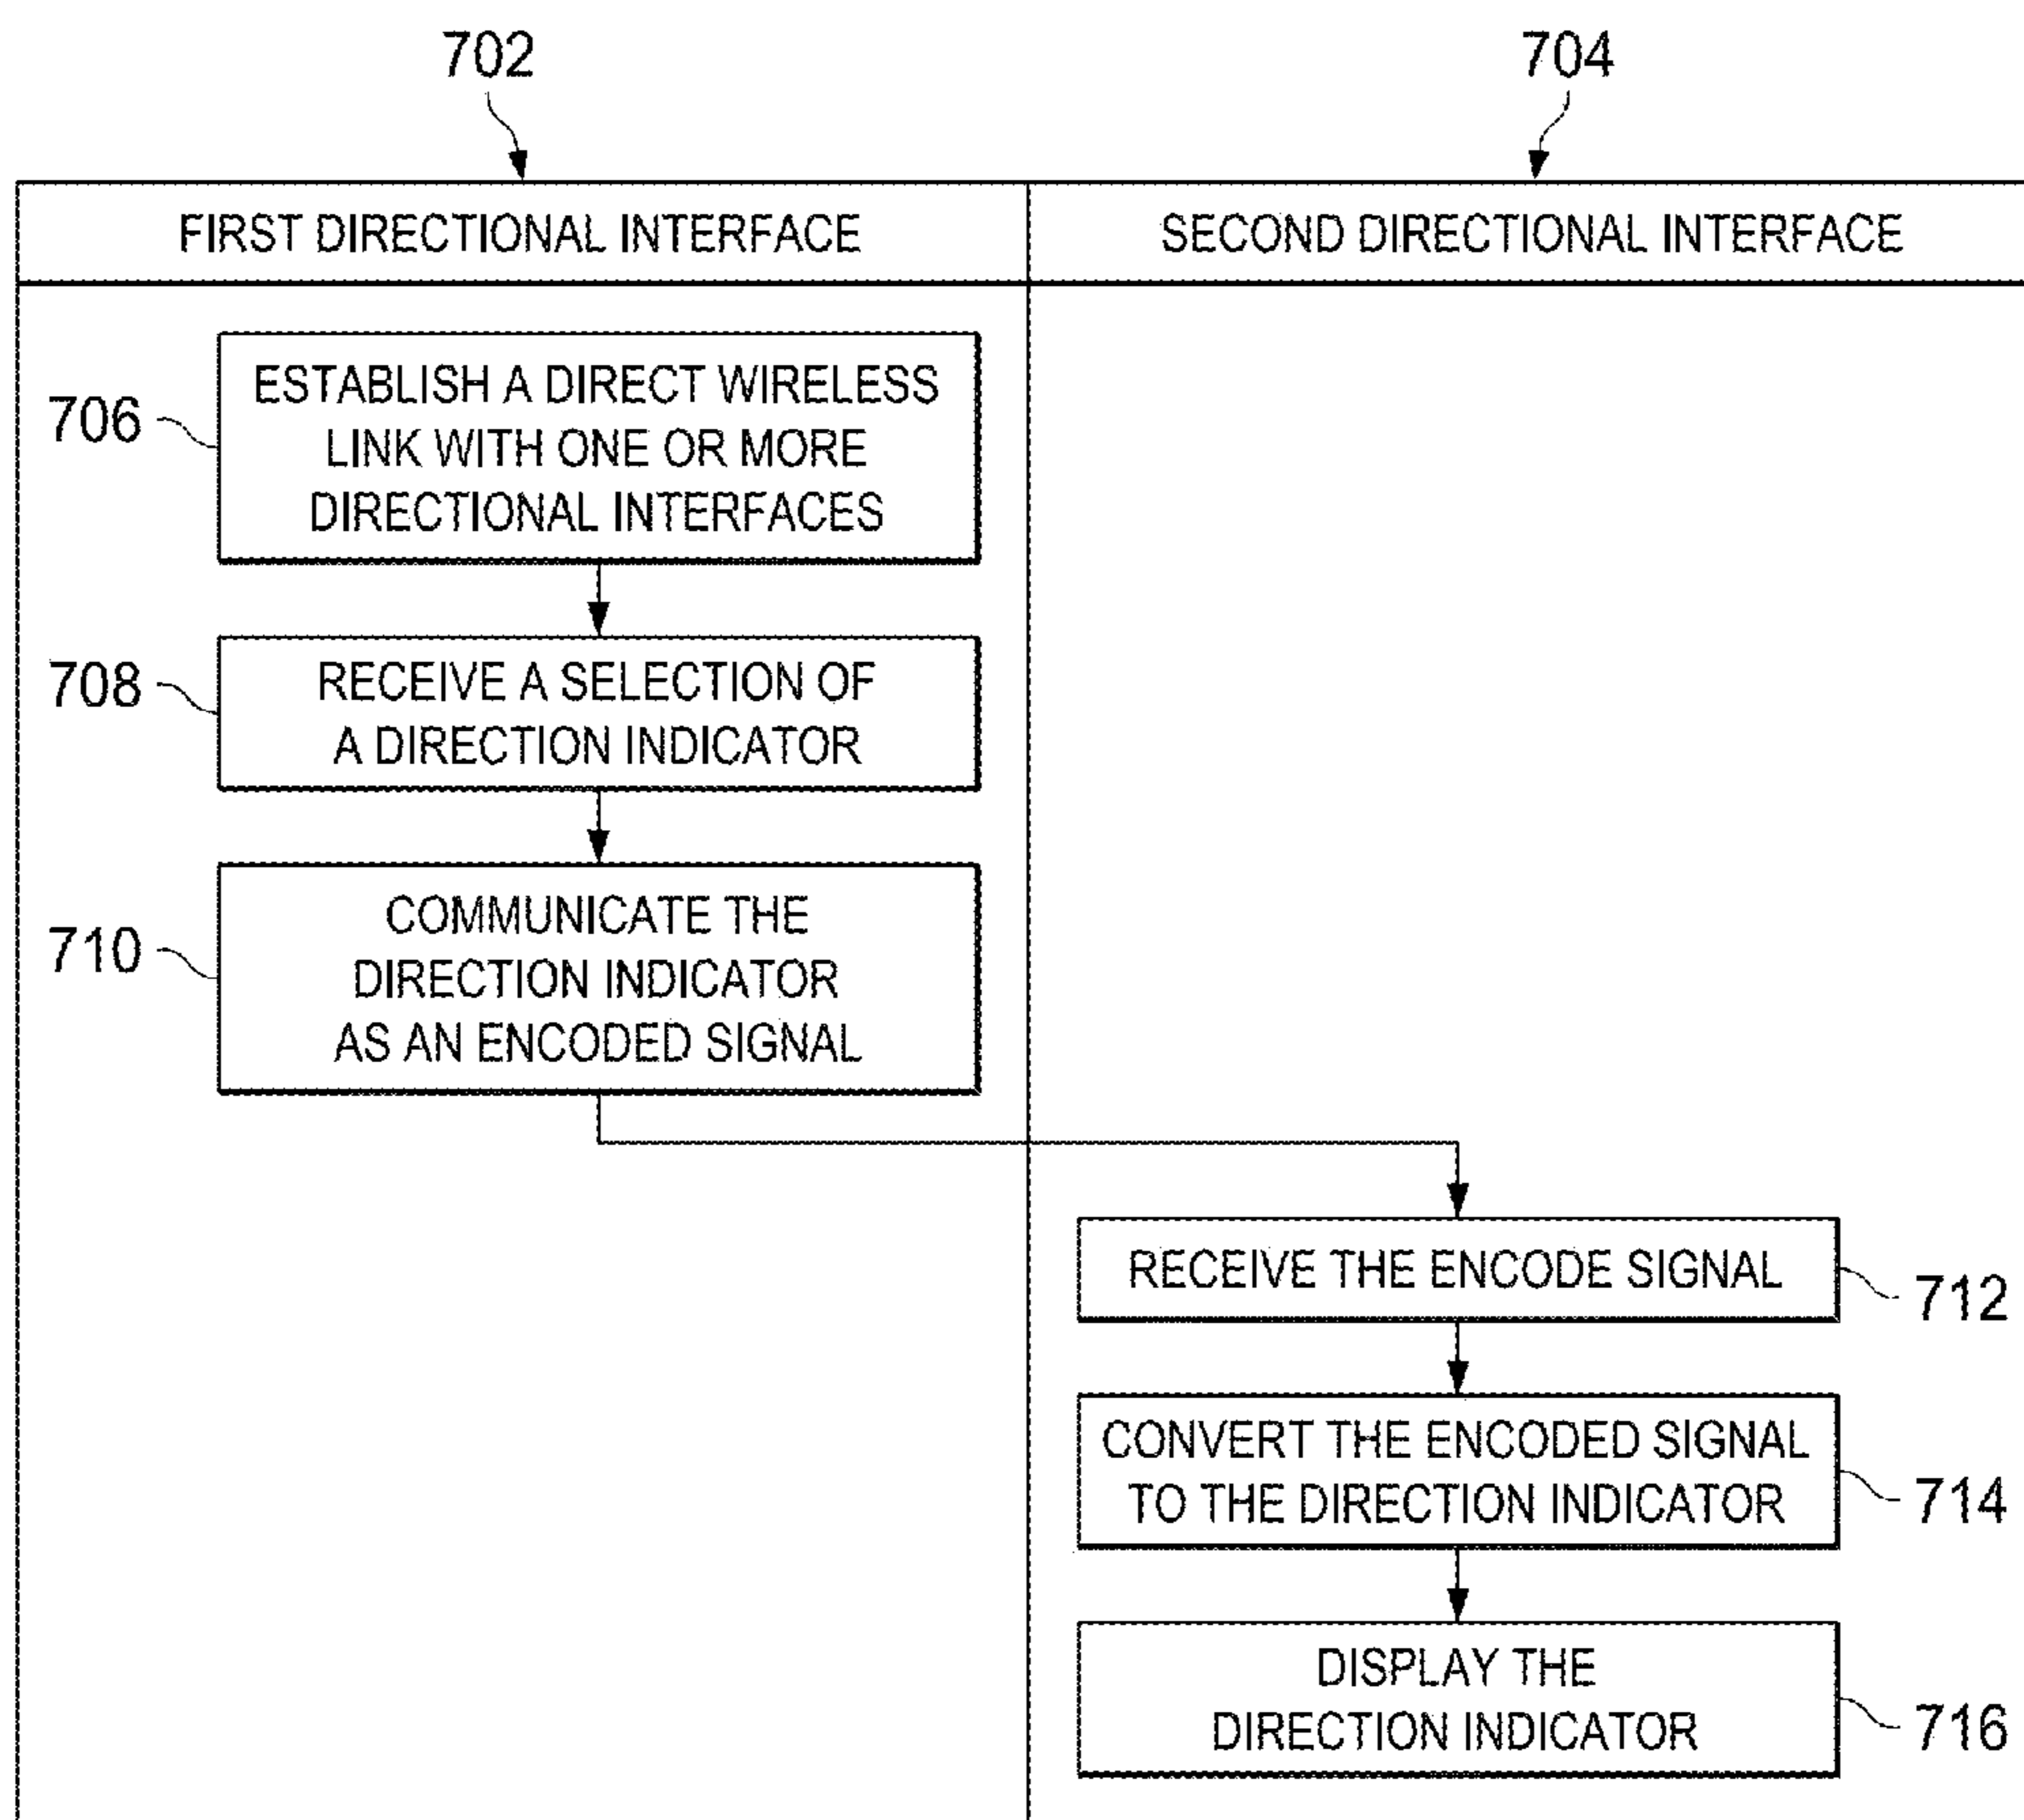 702
704
FIRST DIRECTIONAL INTERFACE
SECOND DIRECTIONAL INTERFACE
706
ESTABLISH A DIRECT WIRELESS
LINK WITH ONE OR MORE
DIRECTIONAL INTERFACES
708
RECEIVE A SELECTION OF
A DIRECTION INDICATOR
710
COMMUNICATE THE
DIRECTION INDICATOR
AS AN ENCODED SIGNAL
RECEIVE THE ENCODE SIGNAL
712
CONVERT THE ENCODED SIGNAL
TO THE DIRECTION INDICATOR
714
DISPLAY THE
DIRECTION INDICATOR
716